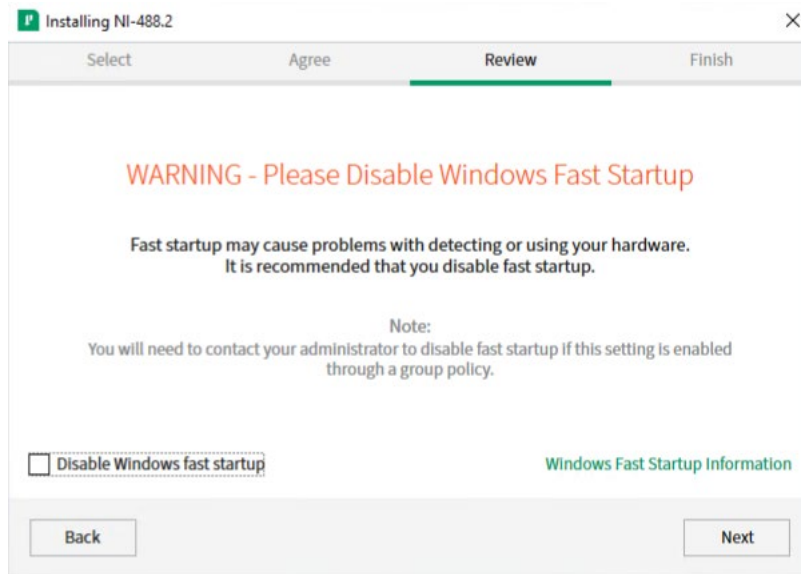 Installing NI-488.2
Select Agree Review Finish
WARNING - Please Disable Windows Fast Startup
Fast startup may cause problems with detecting or using your hardware.
It is recommended that you disable fast startup.
Note:
You will need to contact your administrator to disable fast startup if this setting is enabled
through a group policy.
Disable Windows fast startup Windows Fast Startup Information
Back Next